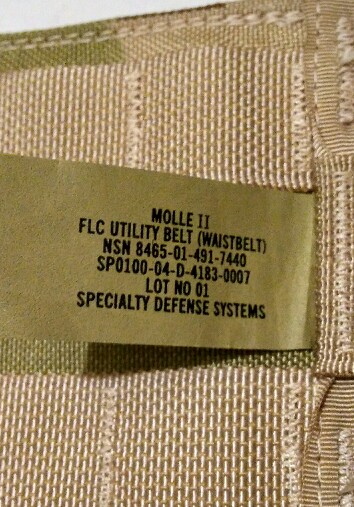 MOLLE II
FLC UTILITY BELT (WAISTBELT)
NSN 8465-01-491-7440
SP0100-04-D-4183-0007
LOT NO 01
SPECIALTY DEFENSE SYSTEMS